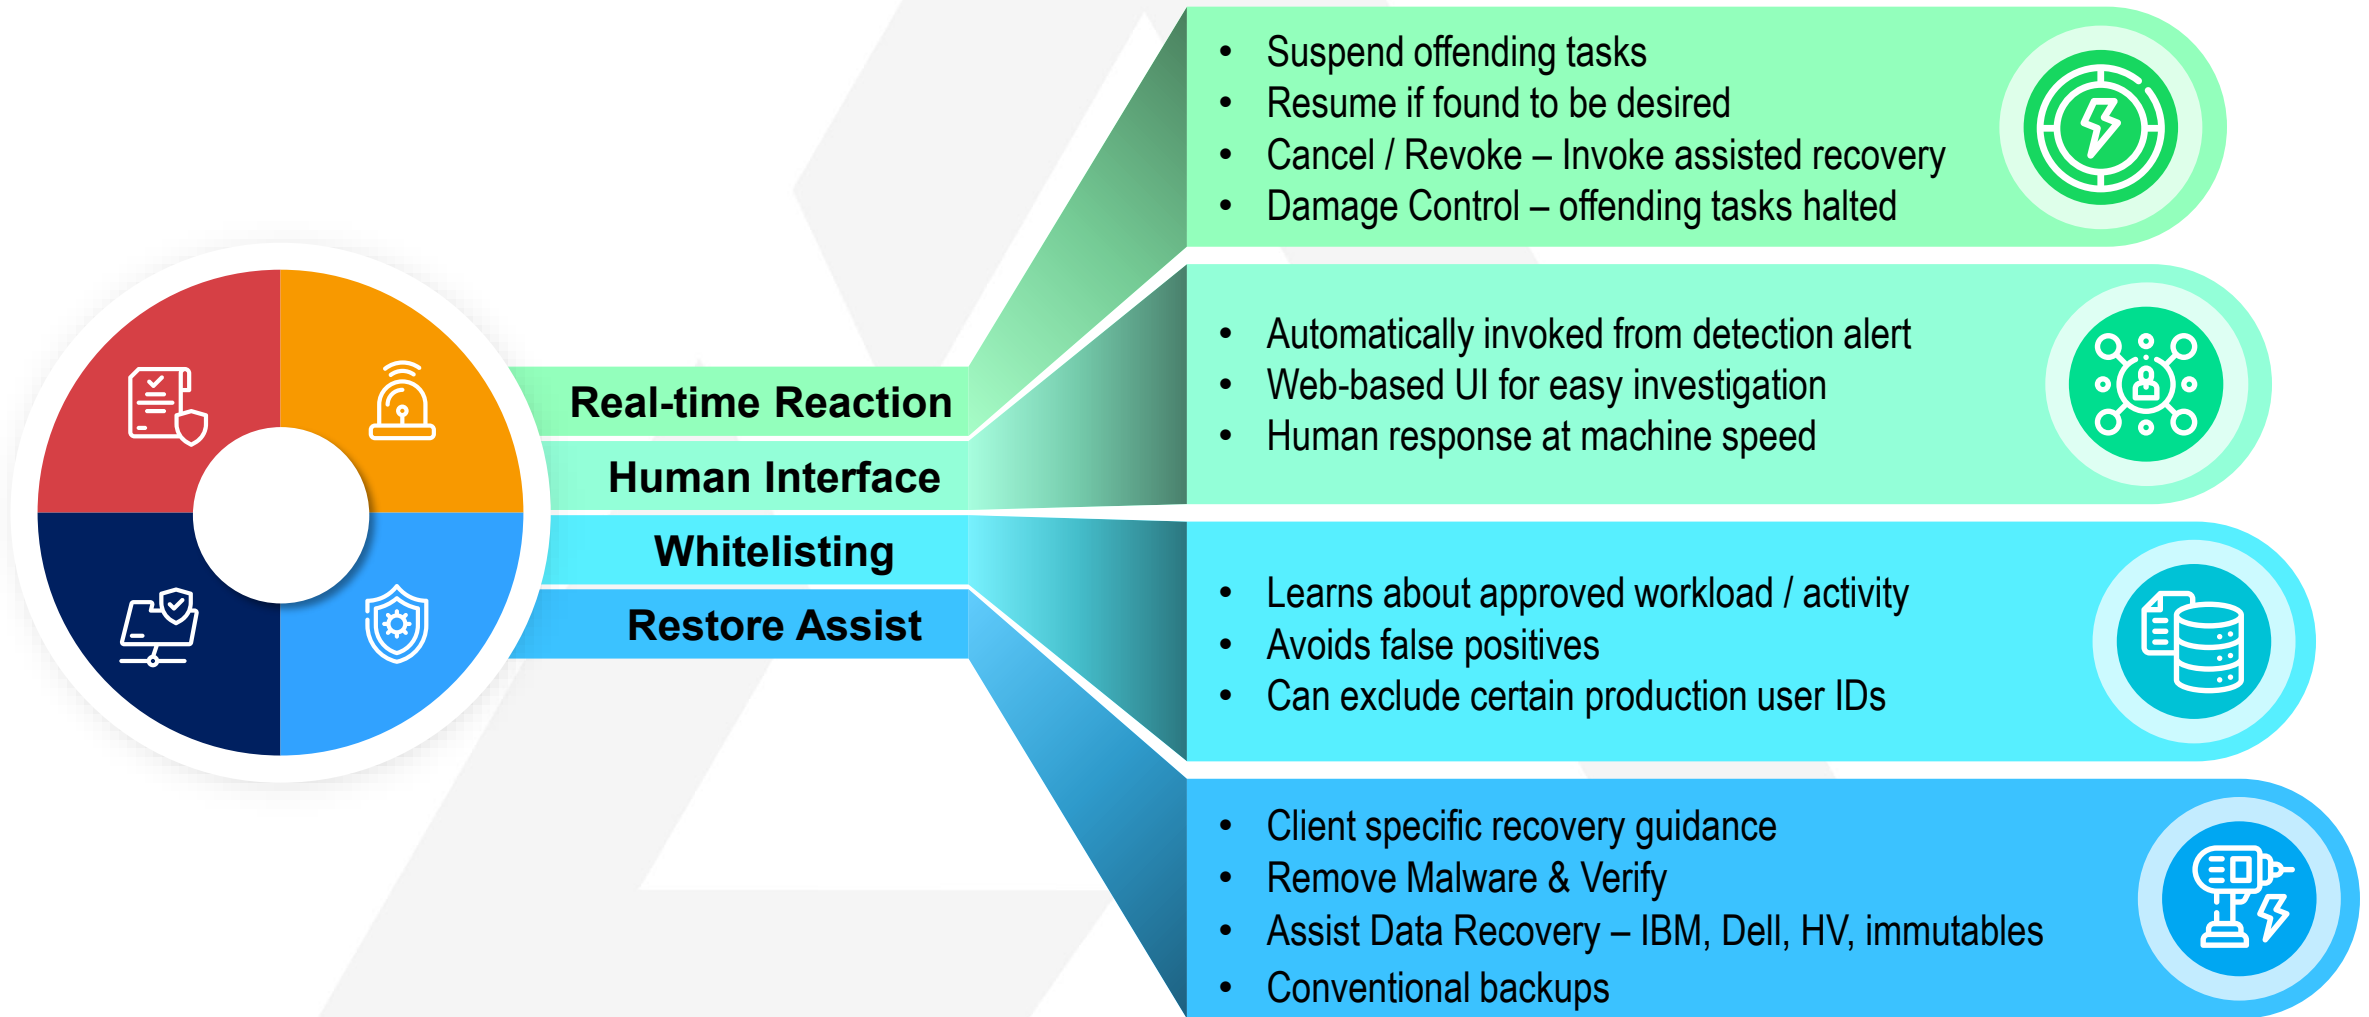 Real-time Reaction
Human Interface
Whitelisting
Restore Assist
• Suspend offending tasks
• Resume if found to be desired
• Cancel / Revoke – Invoke assisted recovery
• Damage Control – offending tasks halted
• Automatically invoked from detection alert
• Web-based UI for easy investigation
• Human response at machine speed
• Learns about approved workload / activity
• Avoids false positives
• Can exclude certain production user IDs
• Client specific recovery guidance
• Remove Malware & Verify
• Assist Data Recovery – IBM, Dell, HV, immutables
• Conventional backups